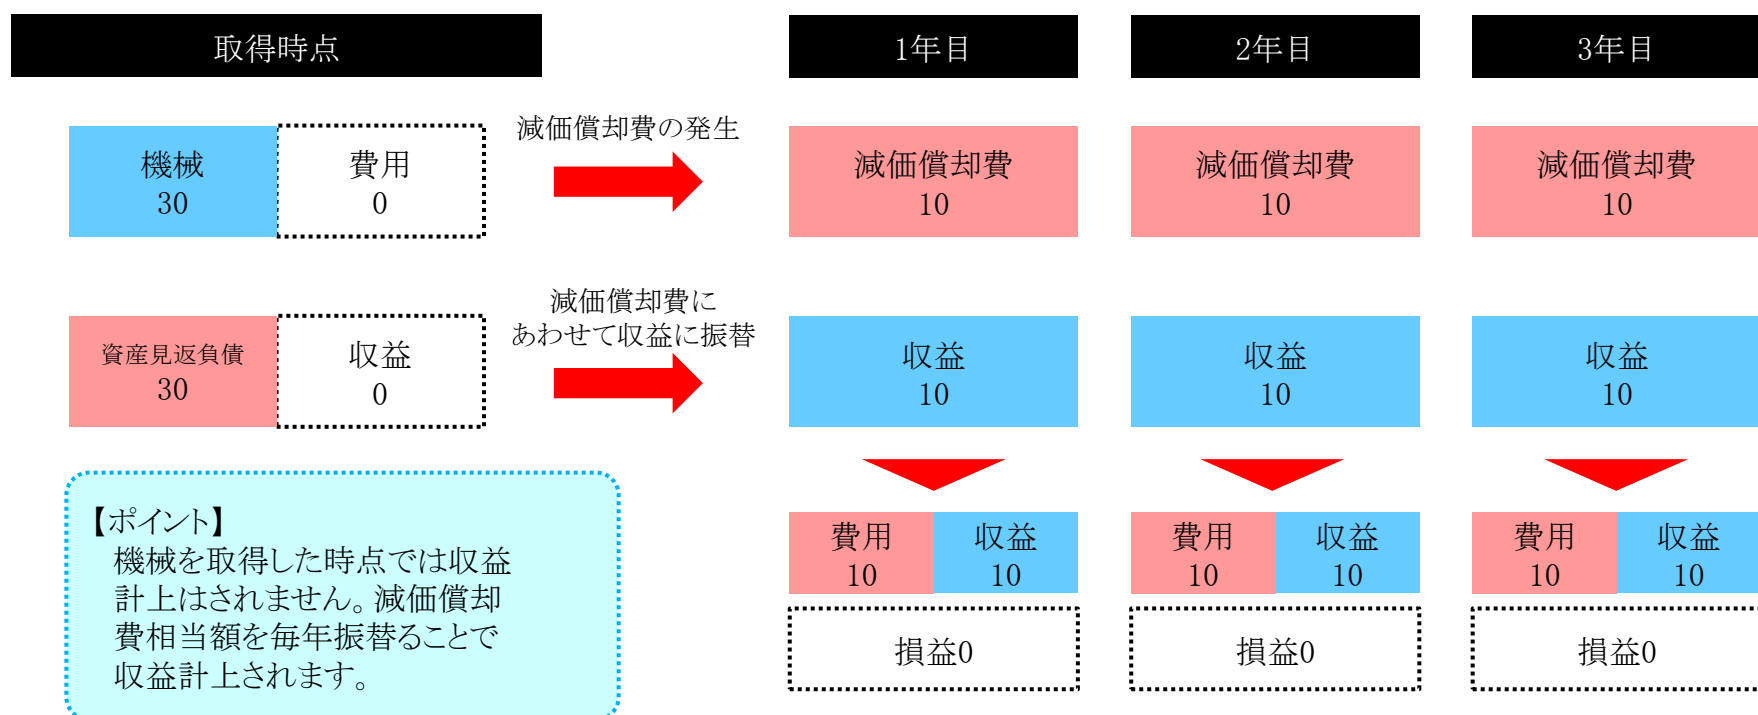 取得時点
1年目
2年目
3年目
機械
30
費用
0
減価償却費の発生
減価償却費
10
減価償却費
10
減価償却費
10
資産見返負債
30
収益
0
減価償却費に
あわせて収益に振替
収益
10
収益
10
収益
10
【ポイント】
機械を取得した時点では収益
計上はされません。減価償却
費相当額を毎年振替ることで
収益計上されます。
費用
10
収益
10
費用
10
収益
10
費用
10
収益
10
損益0
損益0
損益0